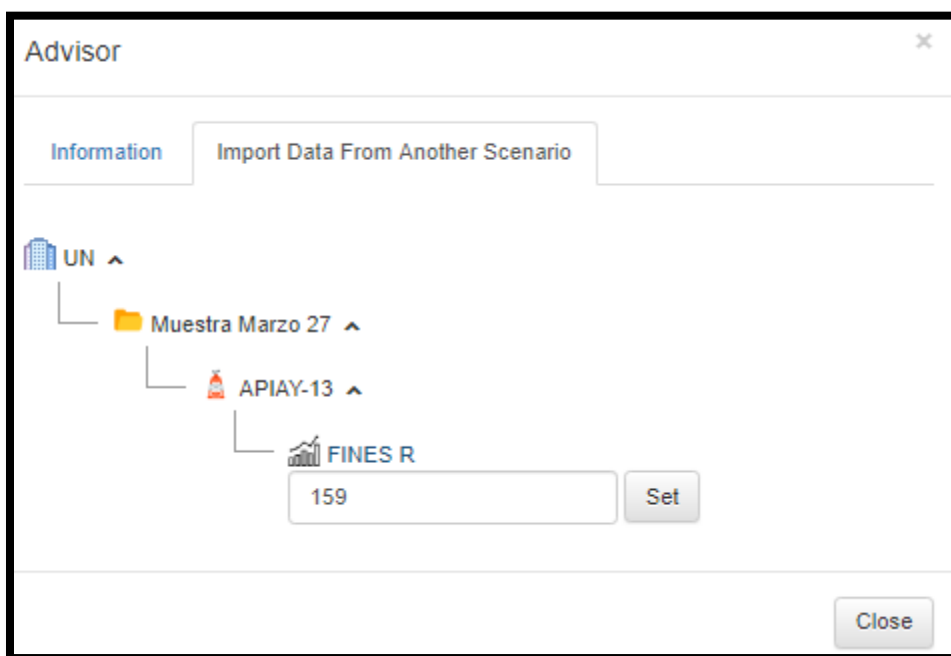 Advisor
Information Import Data From Another Scenario
UN
Muestra Marzo 27
APIAY-13
FINES R
159 Set
Close